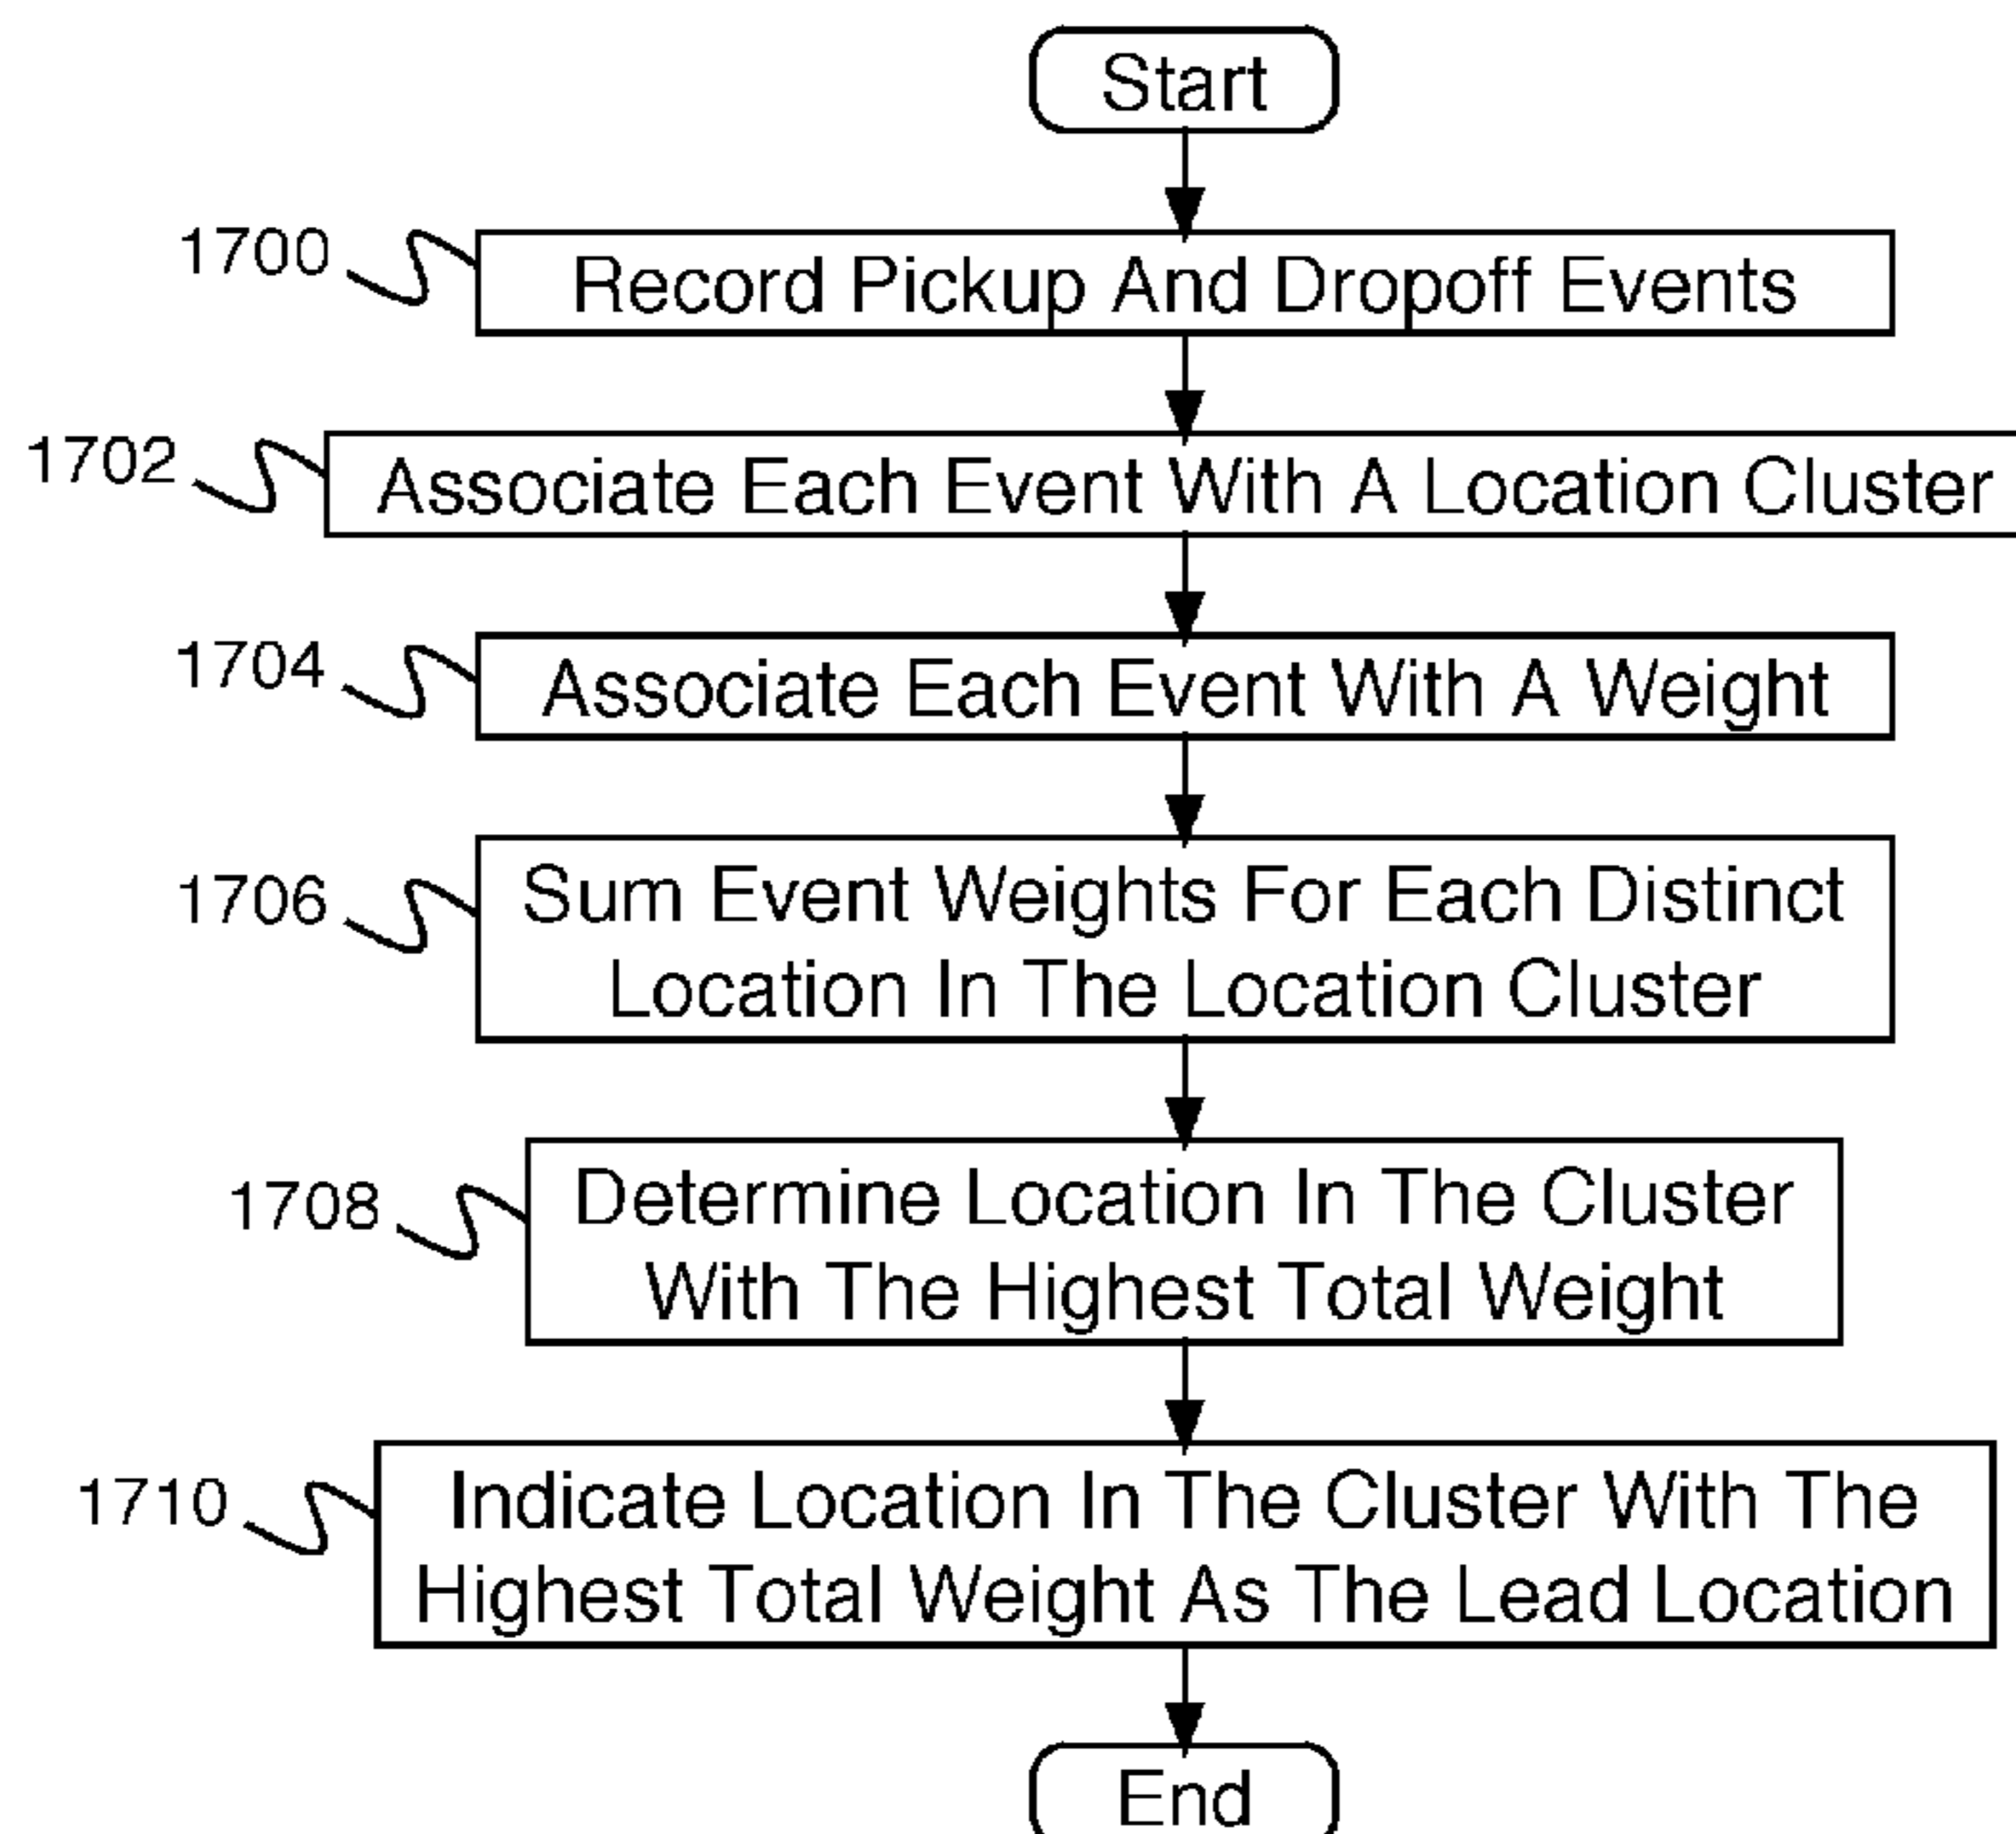 Start
1700
Record Pickup And Dropoff Events
1702
Associate Each Event With A Location Cluster
1704
Associate Each Event With A Weight
1706
Sum Event Weights For Each Distinct
Location In The Location Cluster
1708
Determine Location In The Cluster
With The Highest Total Weight
1710
Indicate Location In The Cluster With The
Highest Total Weight As The Lead Location
End